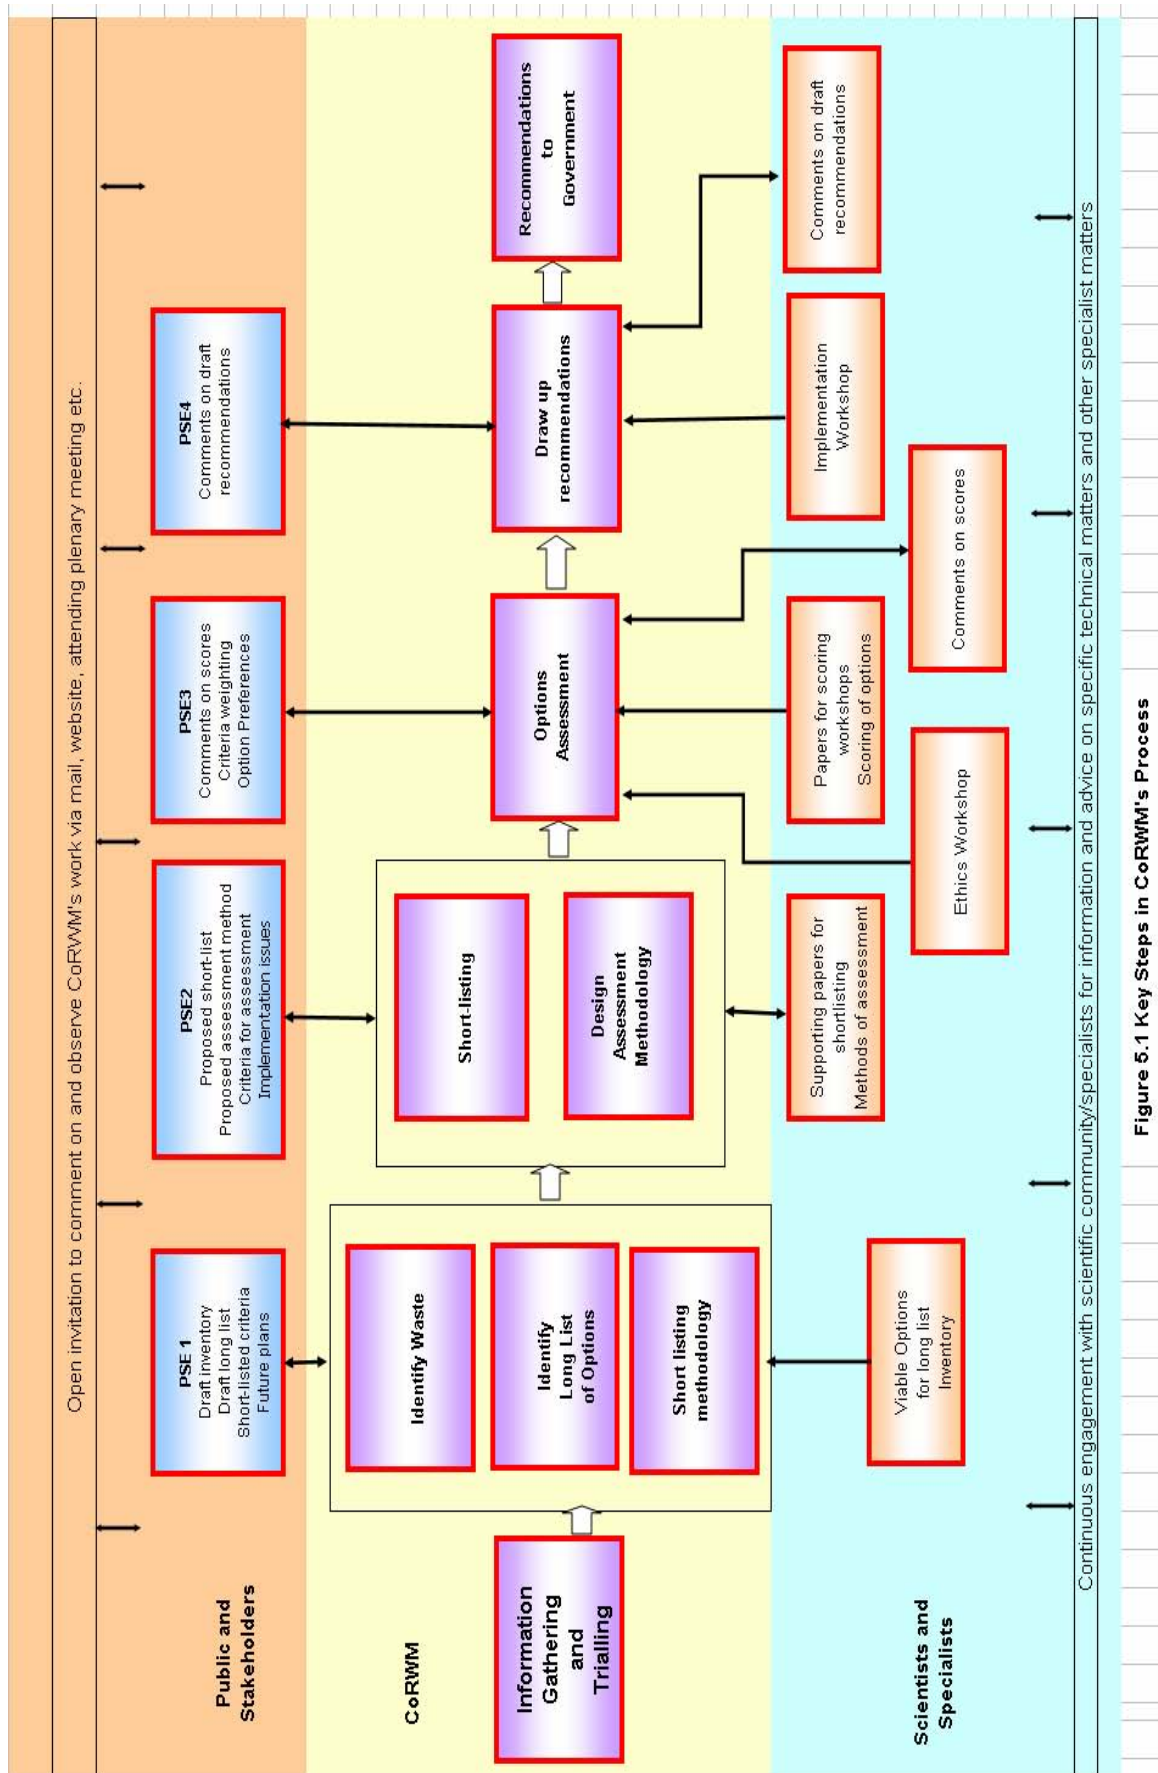 Open invitation to comment on and observe CoRWM's work via mail, website, attending plenary meeting etc.
Public and
Stakeholders
PSE 1
Draft inventory
Draft long list
Short-listed criteria
Future plans
PSE2
Proposed short-list
Proposed assessment method
Criteria for assessment
Implementation issues
PSE3
Comments on scores
Criteria weighting
Option Preferences
PSE4
Comments on draft
recommendations
CoRWM
Information
Gathering
and
Trialling
Identify Waste
Identify
Long List
of Options
Short listing
methodology
Short-listing
Design
Assessment
Methodology
Options
Assessment
Draw up
recommendations
Recommendations
to
Government
Scientists and
Specialists
Viable Options
for long list
Inventory
Supporting papers for
shortlisting
Methods of assessment
Ethics Workshop
Papers for scoring
workshops
Scoring of options
Comments on scores
Implementation
Workshop
Comments on draft
recommendations
Continuous engagement with scientific community/specialists for information and advice on specific technical matters and other specialist matters
Figure 5.1 Key Steps in CoRWM's Process